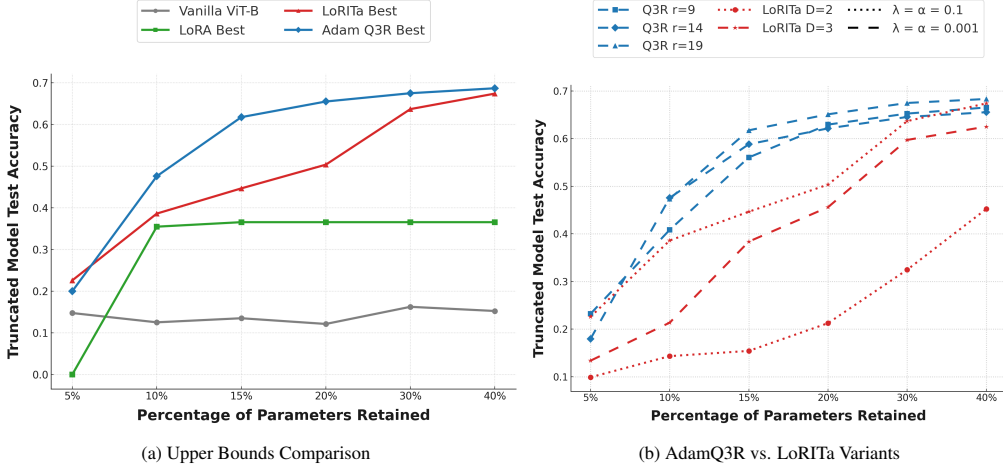 Vanilla ViT-B
LoRA Best
LoRITa Best
Adam Q3R Best
0.7
0.6
0.5
0.4
0.3
0.2
0.1
0.0
Truncated Model Test Accuracy
5%
10%
15%
20%
30%
40%
Percentage of Parameters Retained
(a) Upper Bounds Comparison
Q3R r=9
Q3R r=14
Q3R r=19
LoRITa D=2
LoRITa D=3
λ = α = 0.1
λ = α = 0.001
0.7
0.6
0.5
0.4
0.3
0.2
0.1
Truncated Model Test Accuracy
5%
10%
15%
20%
30%
40%
Percentage of Parameters Retained
(b) AdamQ3R vs. LoRITa Variants